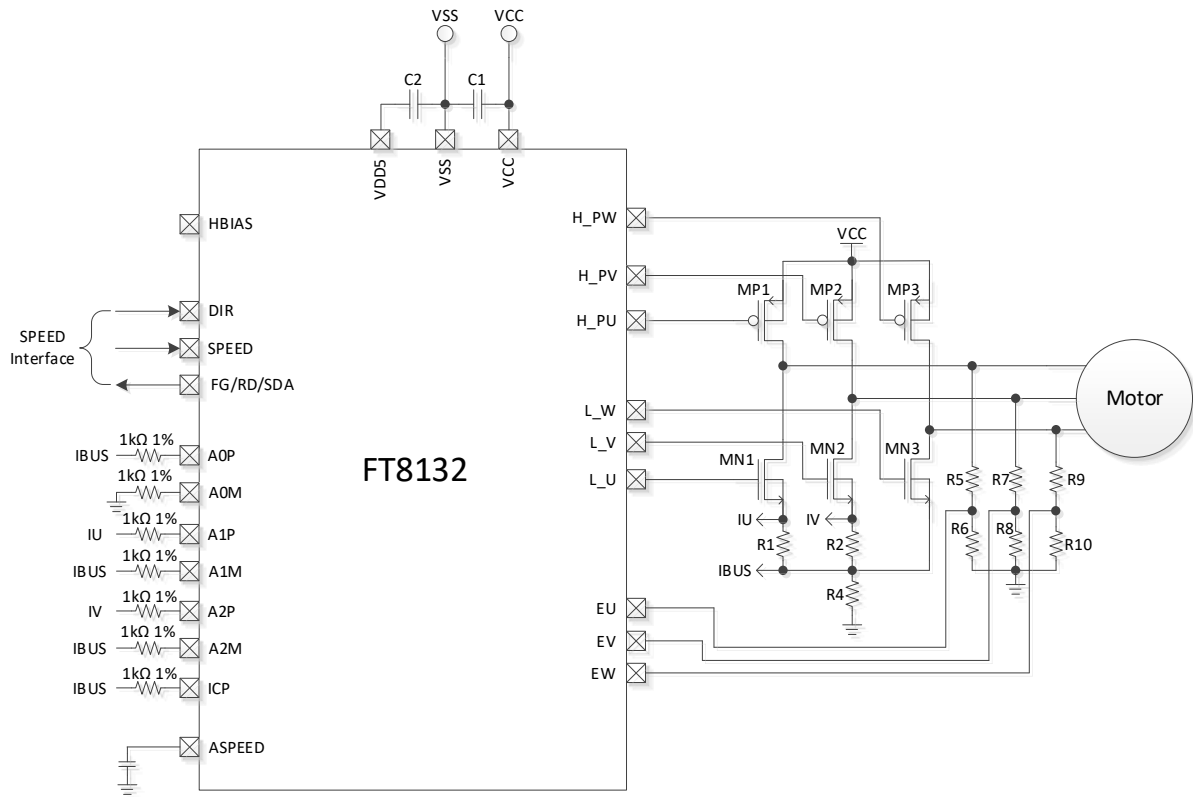 VSS
VCC
C2
C1
VDD5
VSS
VCC
HBIAS
DIR
SPEED
FG/RD/SDA
SPEED
Interface
1kΩ 1%
IBUS
A0P
1kΩ 1%
A0M
1kΩ 1%
IU
A1P
1kΩ 1%
IBUS
A1M
1kΩ 1%
IV
A2P
1kΩ 1%
IBUS
A2M
1kΩ 1%
IBUS
ICP
ASPEED
FT8132
H_PW
H_PV
H_PU
L_W
L_V
L_U
EU
EV
EW
VCC
MP1
MP2
MP3
MN1
MN2
MN3
IU
IV
R1
R2
IBUS
R4
R5
R7
R9
R6
R8
R10
Motor